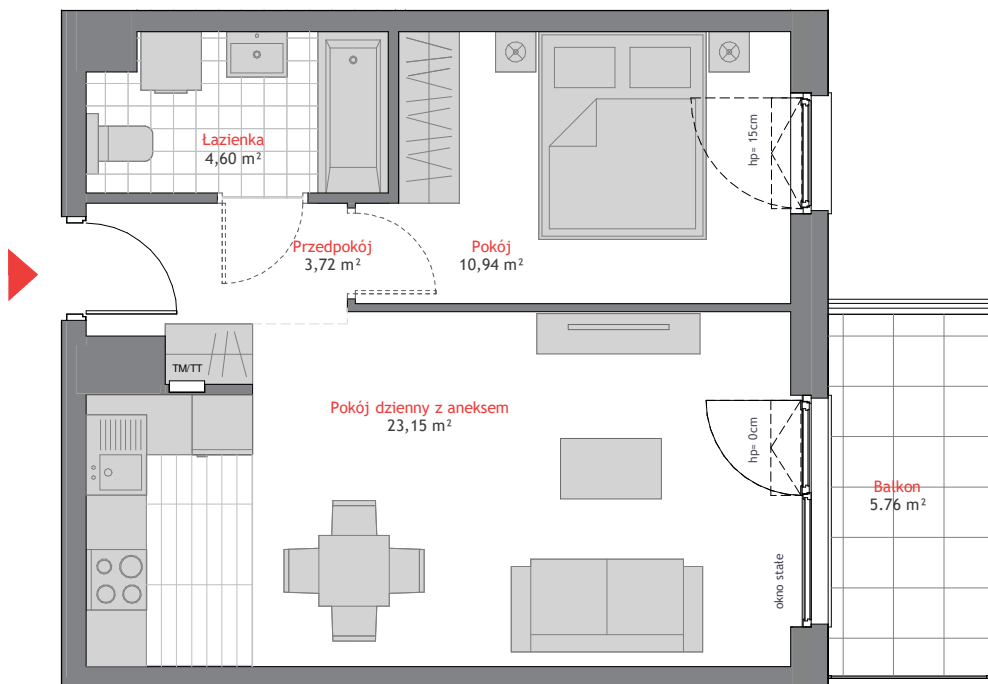 Łazienka
4,60 m²
Przedpokój
3,72 m²
Pokój
10,94 m²
hp= 15cm
TM/TT
Pokój dzienny z aneksem
23,15 m²
hp= 0cm
okno stałe
Balkon
5.76 m²